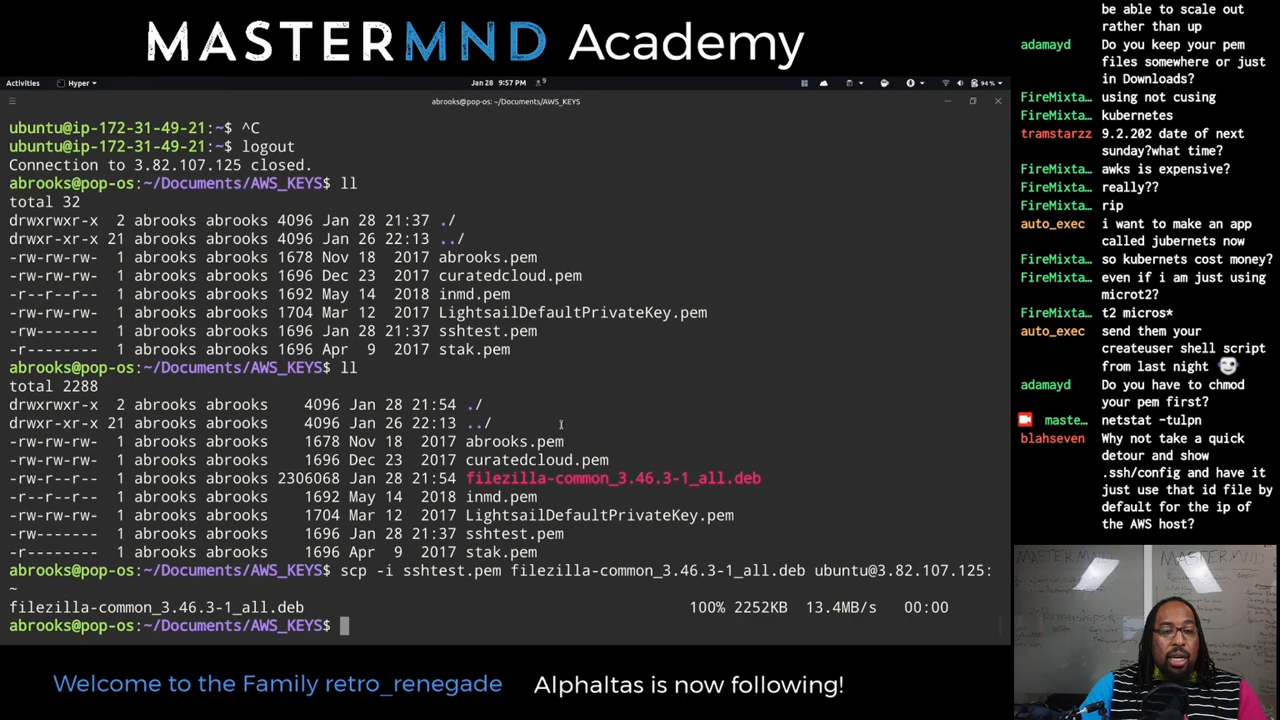 MASTERMND Academy
Activities
Hyper
Jan 28 9:57 PM
9
94 %
abrooks@pop-os: ~/Documents/AWS_KEYS
ubuntu@ip-172-31-49-21:~$ ^C
ubuntu@ip-172-31-49-21:~$ logout
Connection to 3.82.107.125 closed.
abrooks@pop-os:~/Documents/AWS_KEYS$ ll
total 32
drwxrwxr-x 2 abrooks abrooks 4096 Jan 28 21:37 ./
drwxr-xr-x 21 abrooks abrooks 4096 Jan 26 22:13 ../
-rw-rw-rw- 1 abrooks abrooks 1678 Nov 18 2017 abrooks.pem
-rw-rw-rw- 1 abrooks abrooks 1696 Dec 23 2017 curatedcloud.pem
-r--r--r-- 1 abrooks abrooks 1692 May 14 2018 inmd.pem
-rw-rw-rw- 1 abrooks abrooks 1704 Mar 12 2017 LightsailDefaultPrivateKey.pem
-rw------- 1 abrooks abrooks 1696 Jan 28 21:37 sshtest.pem
-r-------- 1 abrooks abrooks 1696 Apr 9 2017 stak.pem
abrooks@pop-os:~/Documents/AWS_KEYS$ ll
total 2288
drwxrwxr-x 2 abrooks abrooks 4096 Jan 28 21:54 ./
drwxr-xr-x 21 abrooks abrooks 4096 Jan 26 22:13 ../
-rw-rw-rw- 1 abrooks abrooks 1678 Nov 18 2017 abrooks.pem
-rw-rw-rw- 1 abrooks abrooks 1696 Dec 23 2017 curatedcloud.pem
-rw-rw-r-- 1 abrooks abrooks 2306068 Jan 28 21:54 filezilla-common_3.46.3-1_all.deb
-r--r--r-- 1 abrooks abrooks 1692 May 14 2018 inmd.pem
-rw-rw-rw- 1 abrooks abrooks 1704 Mar 12 2017 LightsailDefaultPrivateKey.pem
-rw------- 1 abrooks abrooks 1696 Jan 28 21:37 sshtest.pem
-r-------- 1 abrooks abrooks 1696 Apr 9 2017 stak.pem
abrooks@pop-os:~/Documents/AWS_KEYS$ scp -i sshtest.pem filezilla-common_3.46.3-1_all.deb ubuntu@3.82.107.125:
~
filezilla-common_3.46.3-1_all.deb 100% 2252KB 13.4MB/s 00:00
abrooks@pop-os:~/Documents/AWS_KEYS$
Welcome to the Family retro_renegade
Alphaltas is now following!
be able to scale out
rather than up
adamayd Do you keep your pem
files somewhere or just
in Downloads?
FireMixta… using not cusing
FireMixta… kubernetes
tramstarzz 9.2.202 date of next
sunday?what time?
FireMixta… awks is expensive?
FireMixta… really??
FireMixta… rip
auto_exec i want to make an app
called jubernets now
FireMixta… so kubernets cost money?
FireMixta… even if i am just using
microt2?
FireMixta… t2 micros*
auto_exec send them your
createuser shell script
from last night
adamayd Do you have to chmod
your pem first?
maste… netstat -tulpn
blahseven Why not take a quick
detour and show
.ssh/config and have it
just use that id file by
default for the ip of
the AWS host?